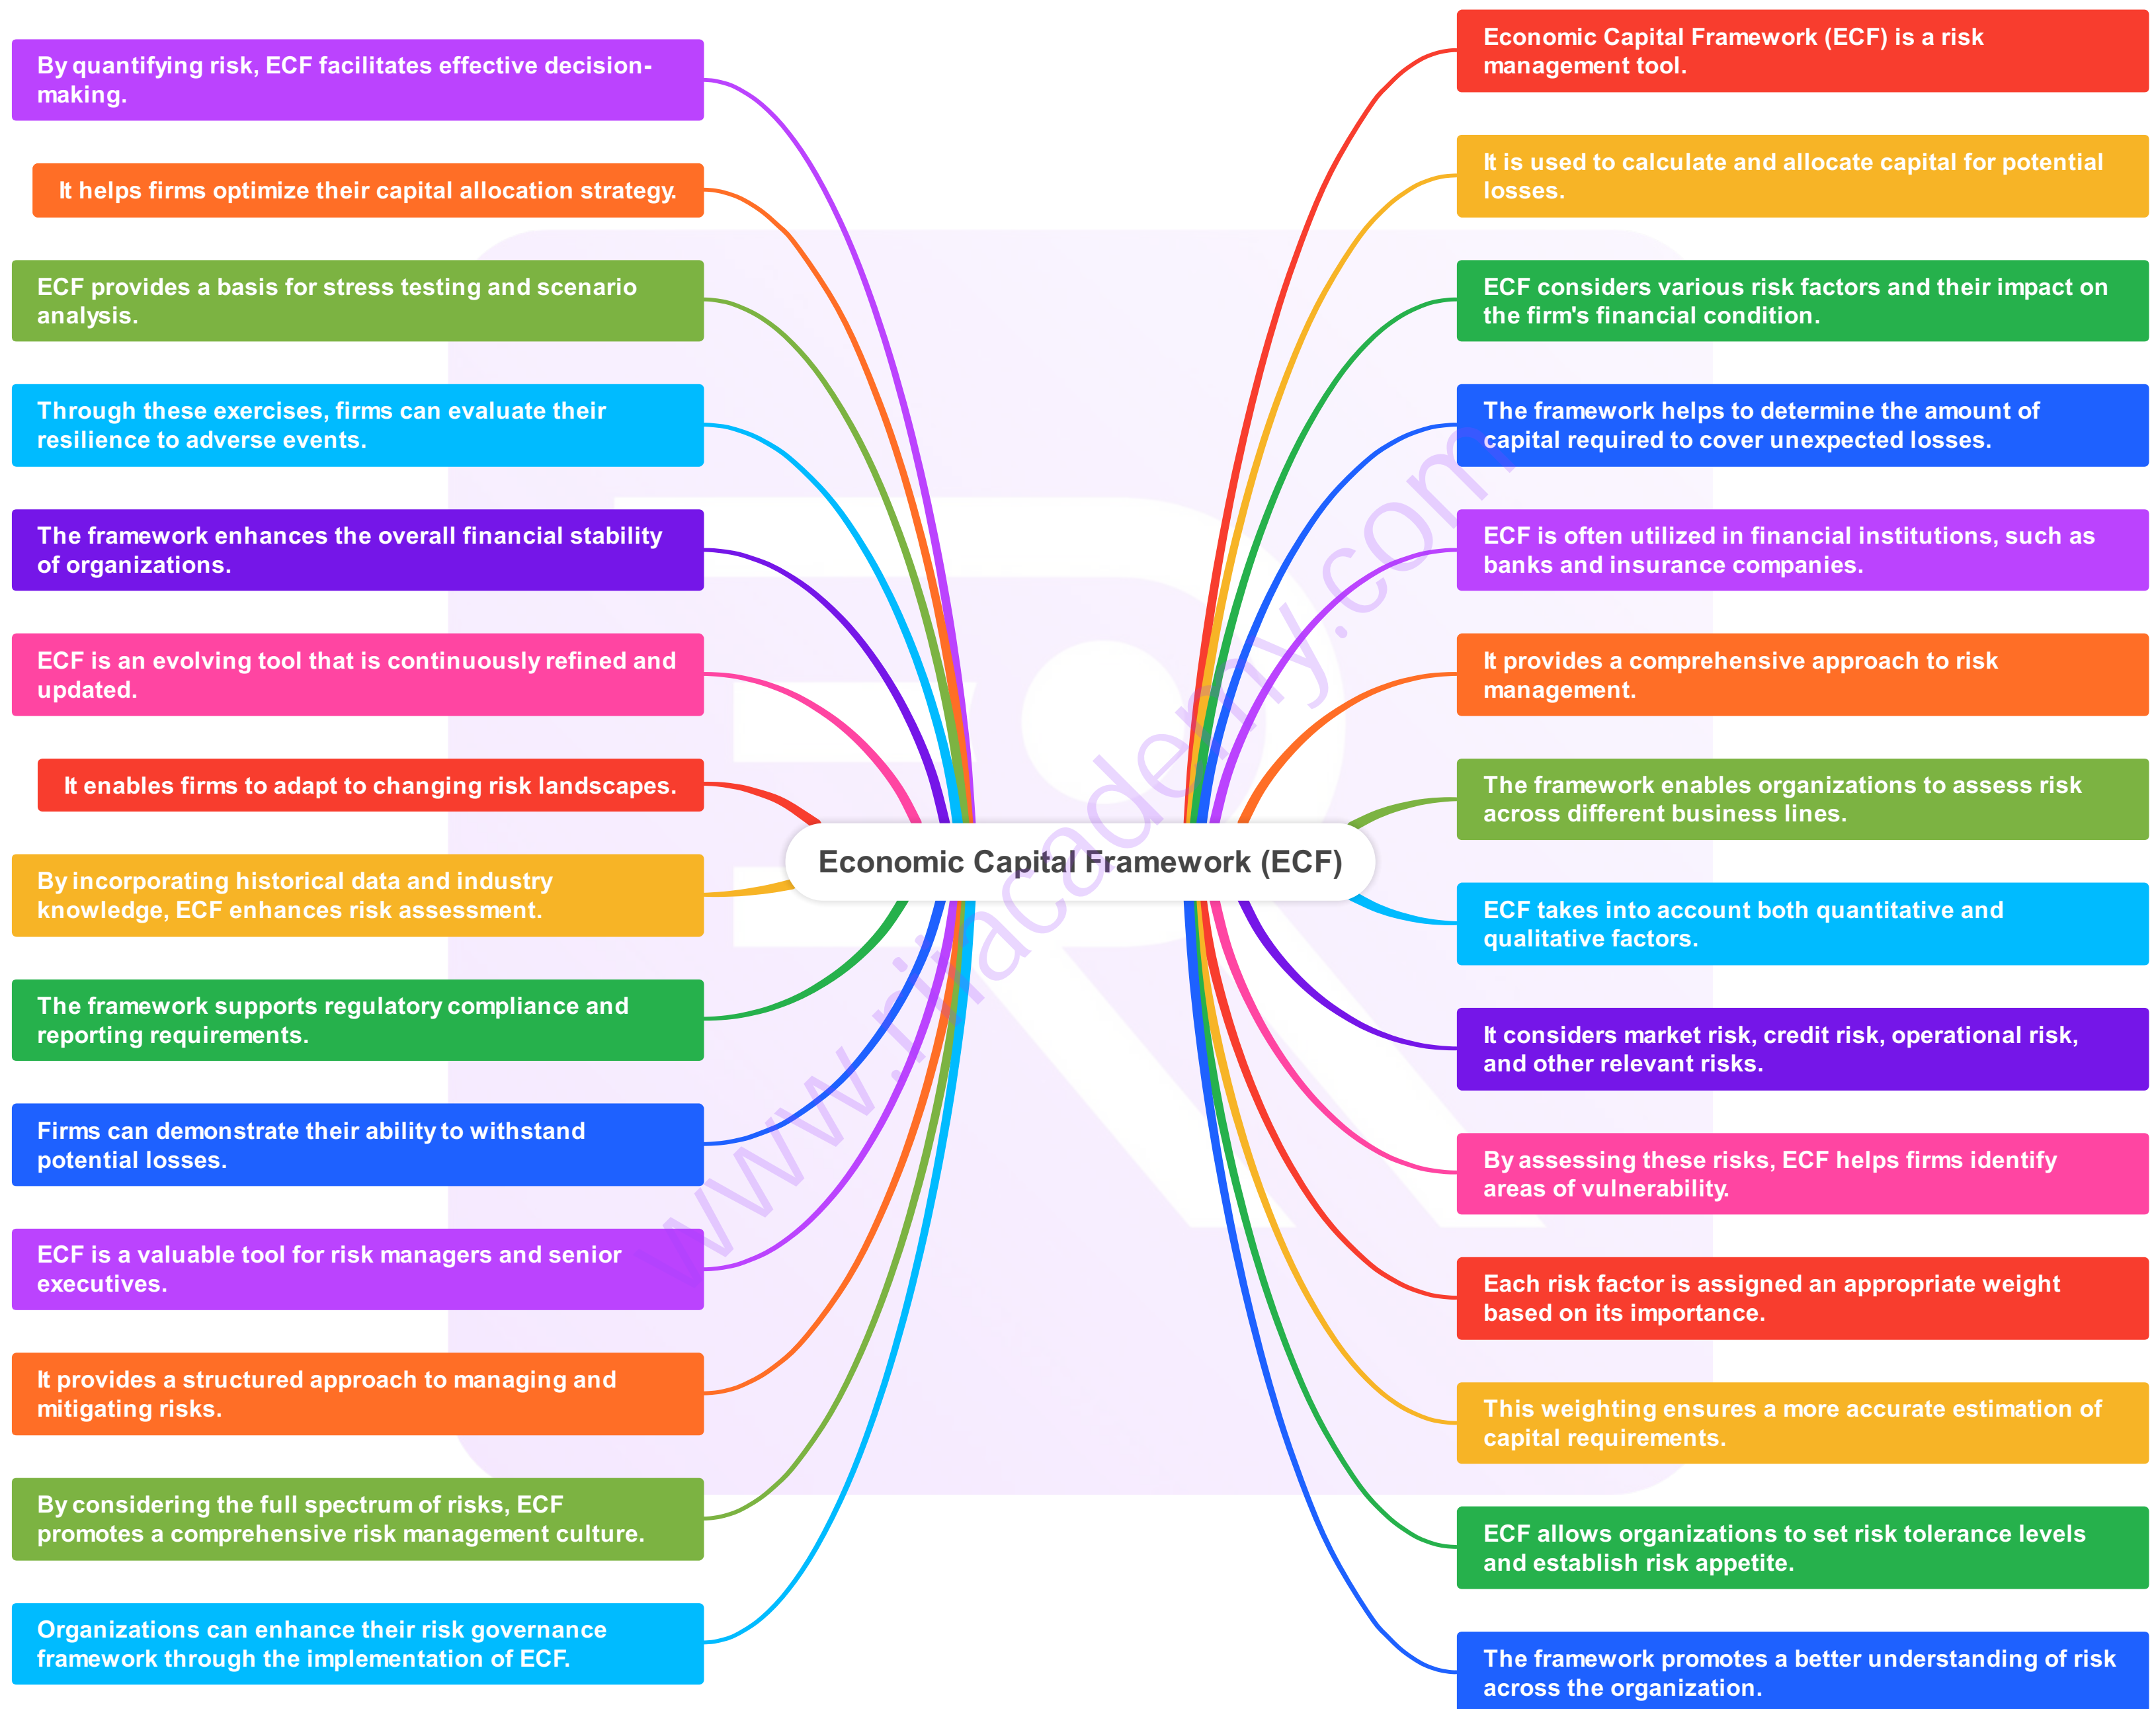 Economic Capital Framework (ECF)
Economic Capital Framework (ECF) is a risk
management tool.
It is used to calculate and allocate capital for potential
losses.
ECF considers various risk factors and their impact on
the firm's financial condition.
The framework helps to determine the amount of
capital required to cover unexpected losses.
ECF is often utilized in financial institutions, such as
banks and insurance companies.
It provides a comprehensive approach to risk
management.
The framework enables organizations to assess risk
across different business lines.
ECF takes into account both quantitative and
qualitative factors.
It considers market risk, credit risk, operational risk,
and other relevant risks.
By assessing these risks, ECF helps firms identify
areas of vulnerability.
Each risk factor is assigned an appropriate weight
based on its importance.
This weighting ensures a more accurate estimation of
capital requirements.
ECF allows organizations to set risk tolerance levels
and establish risk appetite.
The framework promotes a better understanding of risk
across the organization.
By quantifying risk, ECF facilitates effective decision-
making.
It helps firms optimize their capital allocation strategy.
ECF provides a basis for stress testing and scenario
analysis.
Through these exercises, firms can evaluate their
resilience to adverse events.
The framework enhances the overall financial stability
of organizations.
ECF is an evolving tool that is continuously refined and
updated.
It enables firms to adapt to changing risk landscapes.
By incorporating historical data and industry
knowledge, ECF enhances risk assessment.
The framework supports regulatory compliance and
reporting requirements.
Firms can demonstrate their ability to withstand
potential losses.
ECF is a valuable tool for risk managers and senior
executives.
It provides a structured approach to managing and
mitigating risks.
By considering the full spectrum of risks, ECF
promotes a comprehensive risk management culture.
Organizations can enhance their risk governance
framework through the implementation of ECF.